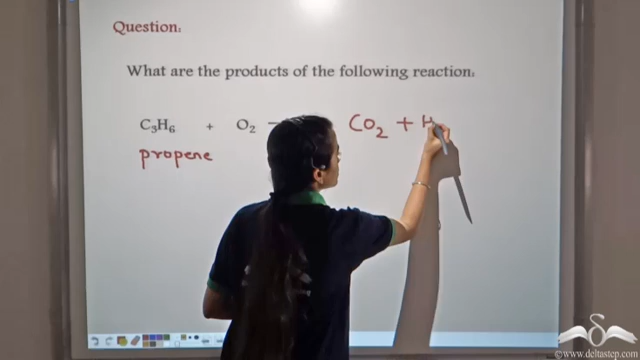 Question:
What are the products of the following reaction:
C₃H₆ + O₂ CO₂ + H
propene
©www.deltastep.com